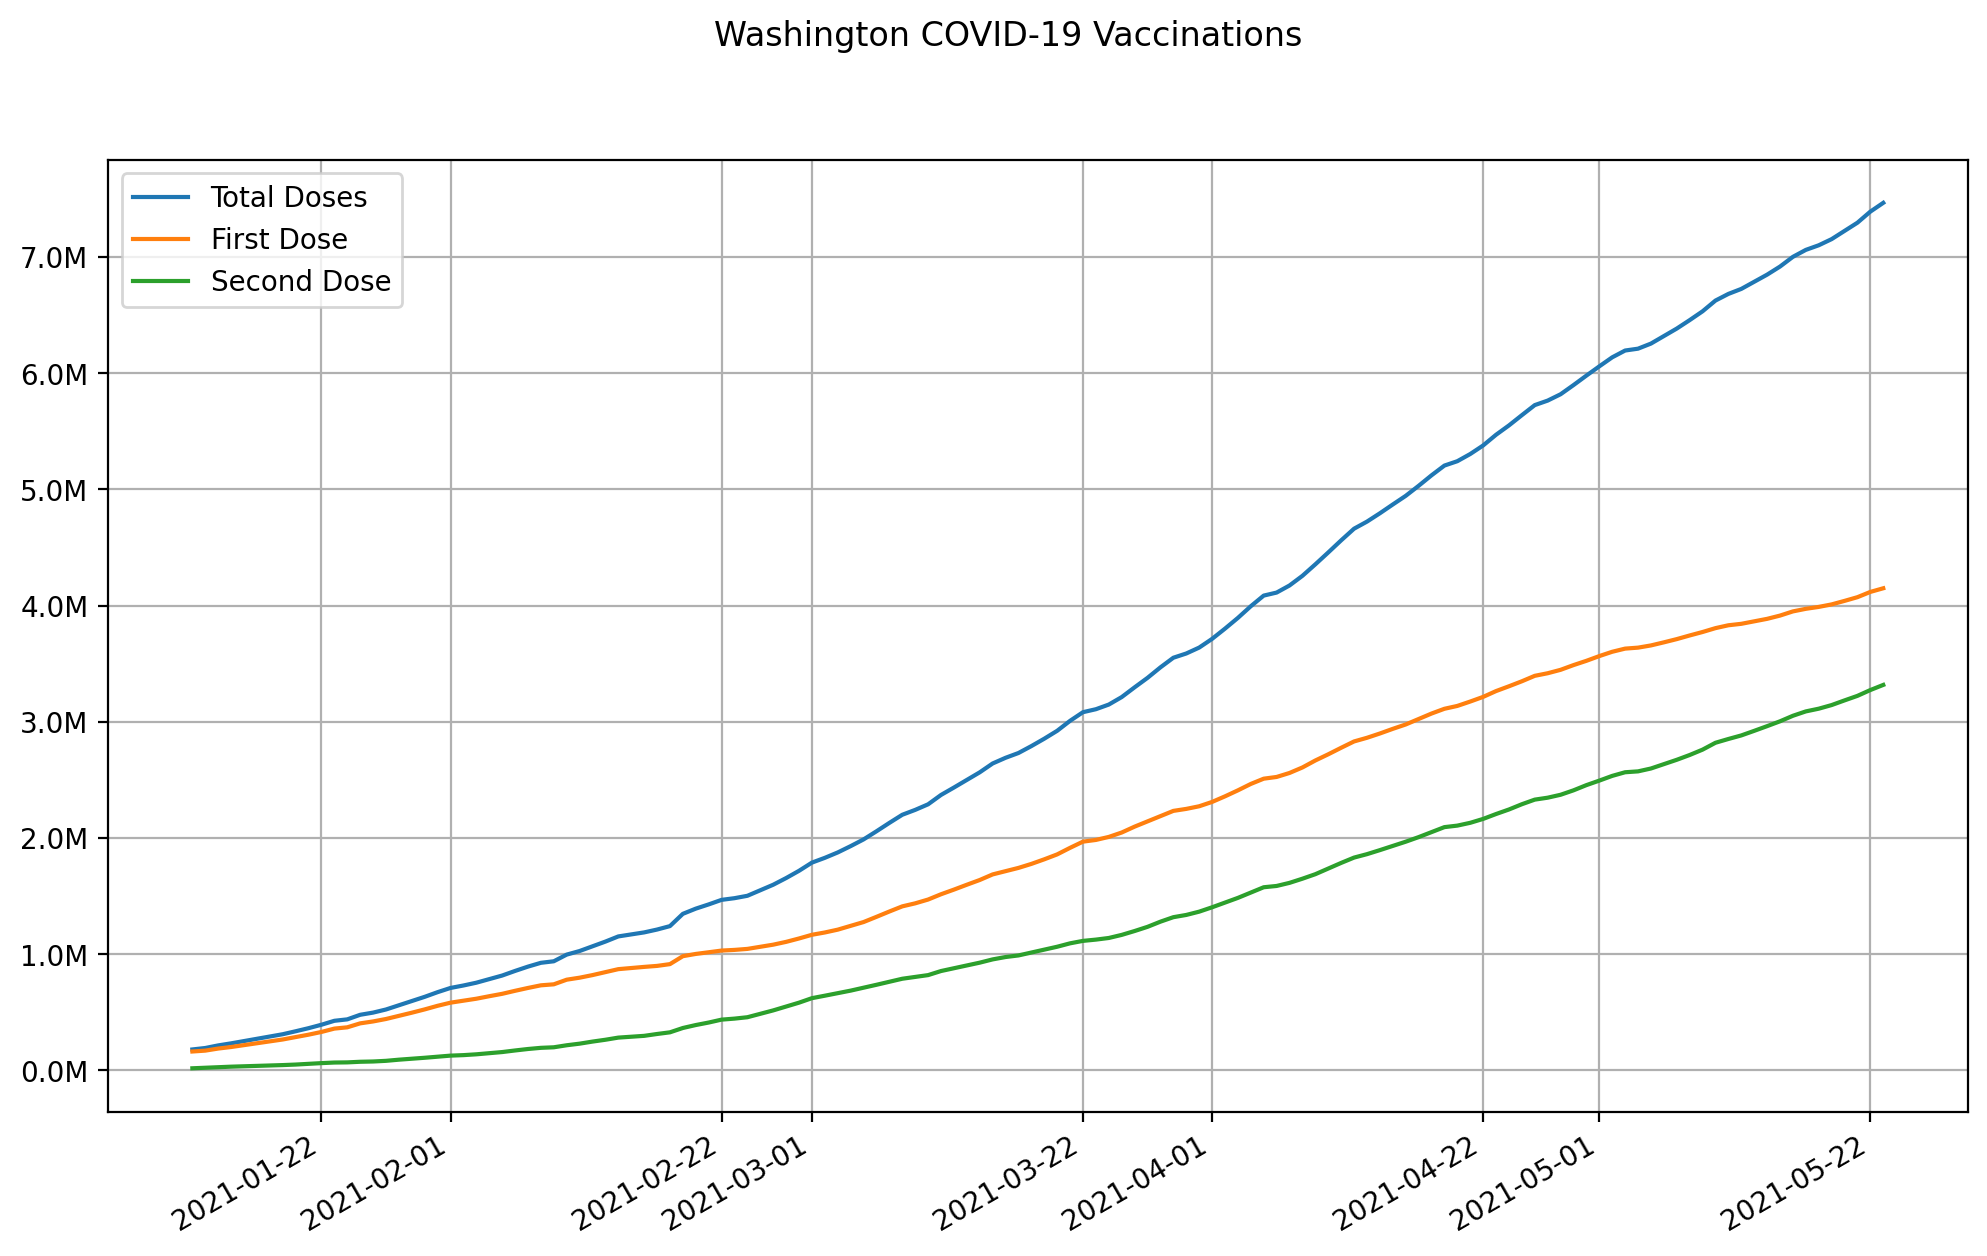 Washington COVID-19 Vaccinations
Total Doses
First Dose
Second Dose
7.0M
6.0M
5.0M
4.0M
3.0M
2.0M
1.0M
0.0M
2021-01-22
2021-02-01
2021-02-22
2021-03-01
2021-03-22
2021-04-01
2021-04-22
2021-05-01
2021-05-22